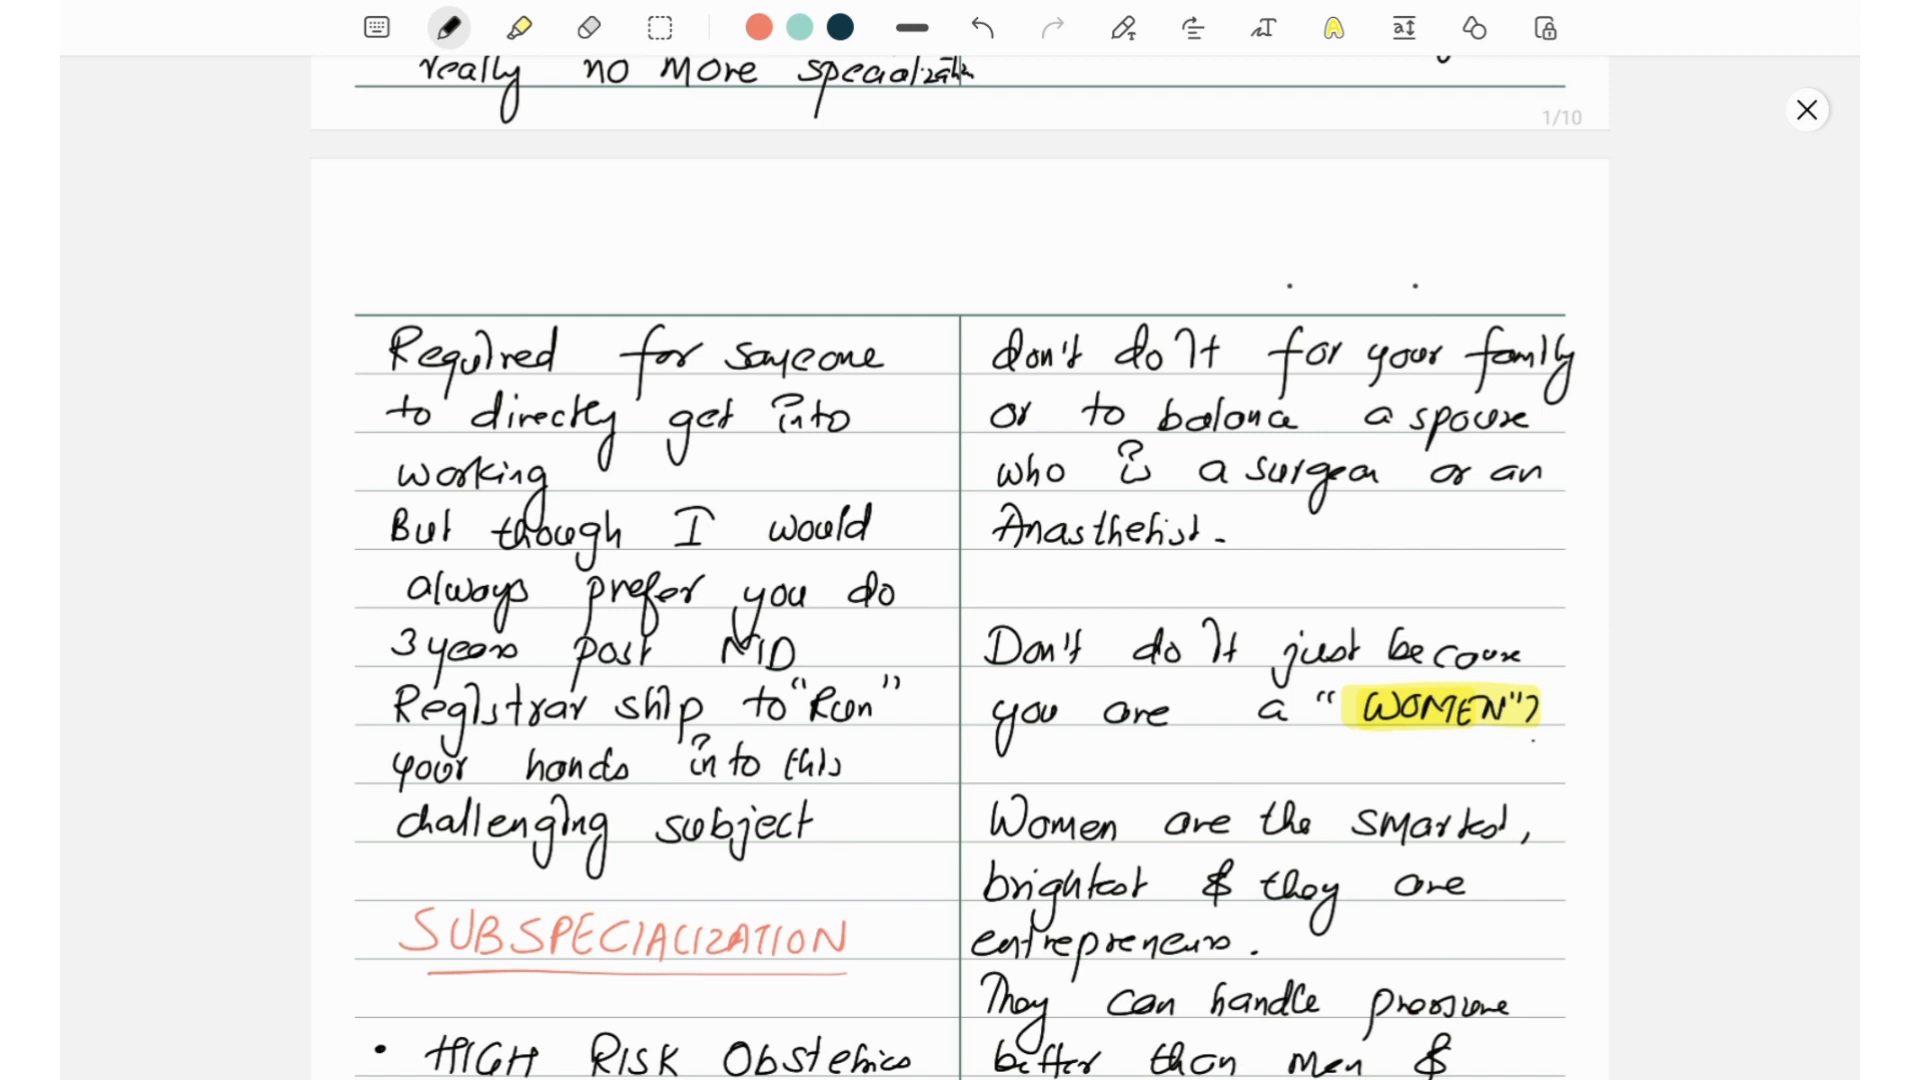 really no more specialization
1/10
Required for someone
to directly get into
working
But though I would
always prefer you do
3 years post MD
Registrar ship to "Run"
your hands into this
challenging subject
SUBSPECIALIZATION
• HIGH RISK Obstetrics
don't do It for your family
or to balance a spouse
who is a surgeon or an
Anasthetist.
Don't do It just because
you are a "WOMEN"?
Women are the smartest,
brightest & they are
entrepreneurs.
They can handle pressure
better than men &